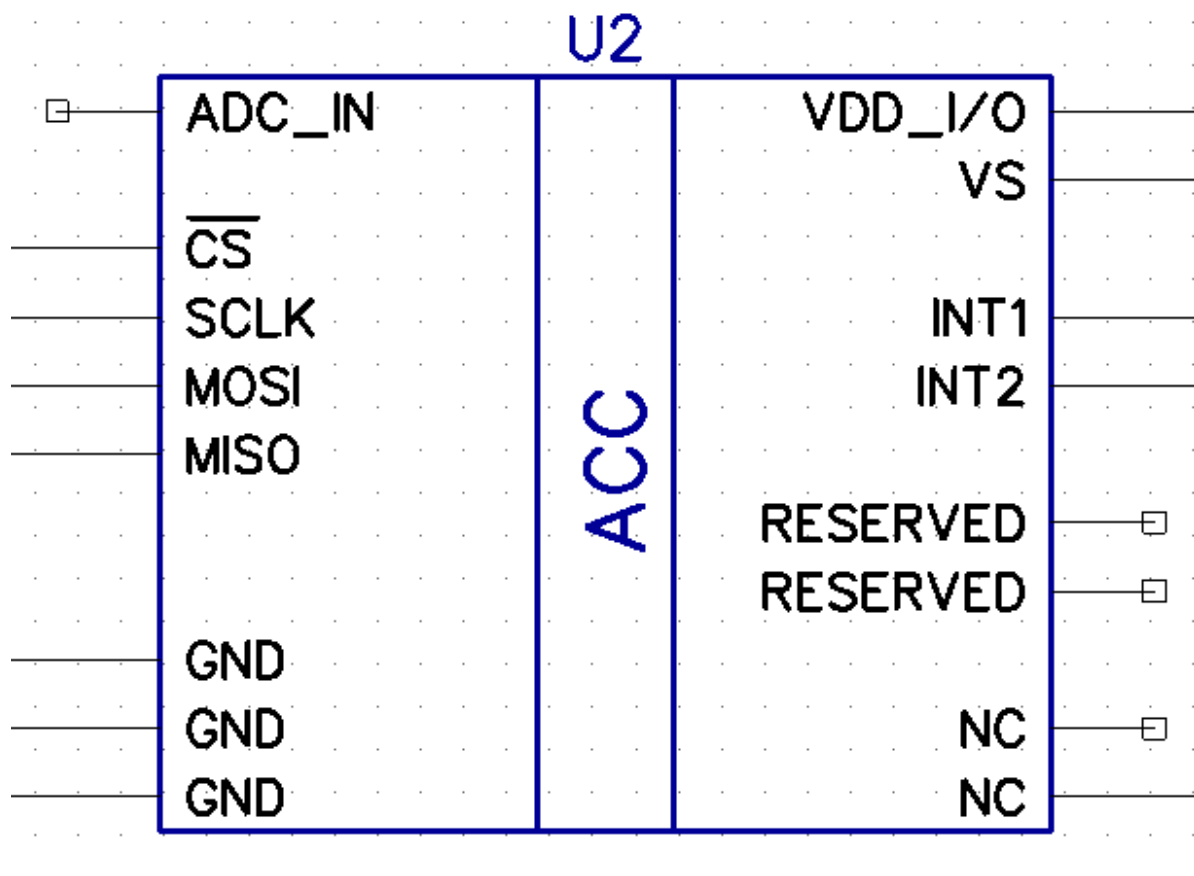 U2
ADC_IN
VDD_I/O
VS
CS
SCLK
INT1
MOSI
INT2
MISO
ACC
RESERVED
RESERVED
GND
GND
NC
GND
NC